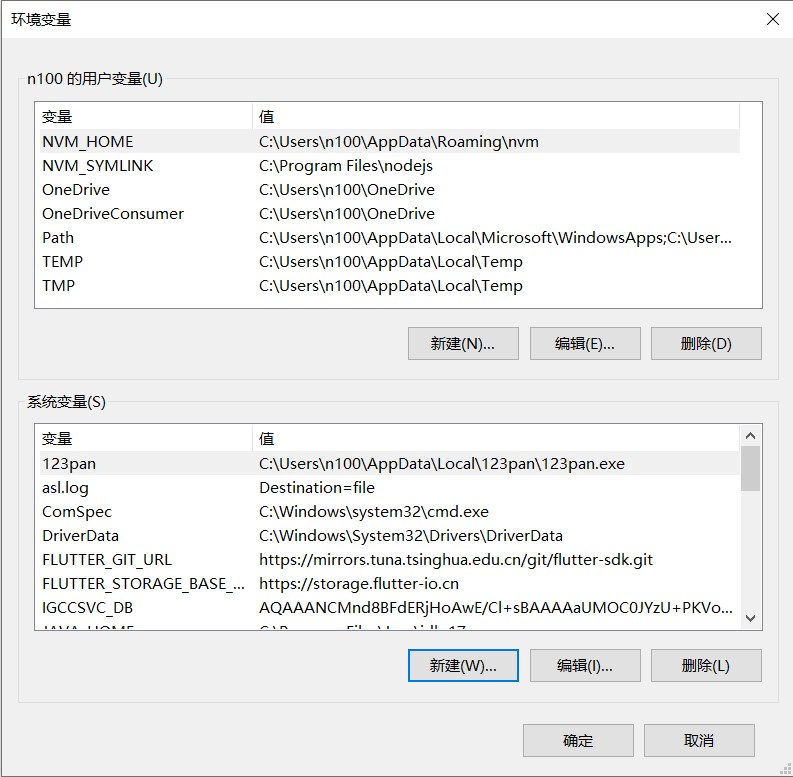 环境变量
n100 的用户变量(U)
变量 值
NVM_HOME C:\Users\n100\AppData\Roaming\nvm
NVM_SYMLINK C:\Program Files\nodejs
OneDrive C:\Users\n100\OneDrive
OneDriveConsumer C:\Users\n100\OneDrive
Path C:\Users\n100\AppData\Local\Microsoft\WindowsApps;C:\User...
TEMP C:\Users\n100\AppData\Local\Temp
TMP C:\Users\n100\AppData\Local\Temp
新建(N)... 编辑(E)... 删除(D)
系统变量(S)
变量 值
123pan C:\Users\n100\AppData\Local\123pan\123pan.exe
asl.log Destination=file
ComSpec C:\Windows\system32\cmd.exe
DriverData C:\Windows\System32\Drivers\DriverData
FLUTTER_GIT_URL https://mirrors.tuna.tsinghua.edu.cn/git/flutter-sdk.git
FLUTTER_STORAGE_BASE_... https://storage.flutter-io.cn
IGCCSVC_DB AQAAANCMnd8BFdERjHoAwE/Cl+sBAAAAaUMOC0JYzU+PKVo...
JAVA_HOME C:\Program Files\Java\jdk-17
新建(W)... 编辑(I)... 删除(L)
确定 取消